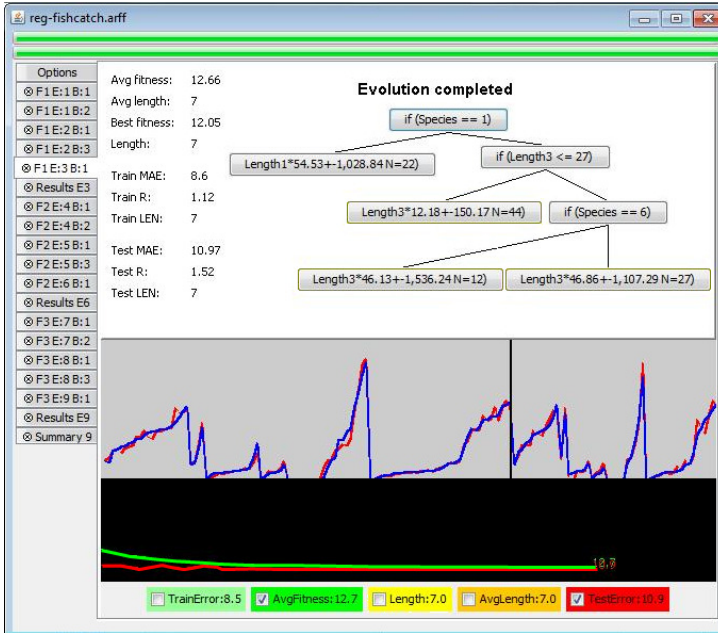 reg-fishcatch.arff
Options
F1 E:1 B:1
F1 E:1 B:2
F1 E:2 B:1
F1 E:2 B:3
F1 E:3 B:1
Results E3
F2 E:4 B:1
F2 E:4 B:2
F2 E:5 B:1
F2 E:5 B:3
F2 E:6 B:1
Results E6
F3 E:7 B:1
F3 E:7 B:2
F3 E:8 B:1
F3 E:8 B:3
F3 E:9 B:1
Results E9
Summary 9
Avg fitness: 12.66
Avg length: 7
Best fitness: 12.05
Length: 7
Train MAE: 8.6
Train R: 1.12
Train LEN: 7
Test MAE: 10.97
Test R: 1.52
Test LEN: 7
Evolution completed
if (Species == 1)
Length1*54.53+-1,028.84 N=22)
if (Length3 <= 27)
Length3*12.18+-150.17 N=44)
if (Species == 6)
Length3*46.13+-1,536.24 N=12)
Length3*46.86+-1,107.29 N=27)
TrainError:8.5
AvgFitness:12.7
Length:7.0
AvgLength:7.0
TestError:10.9